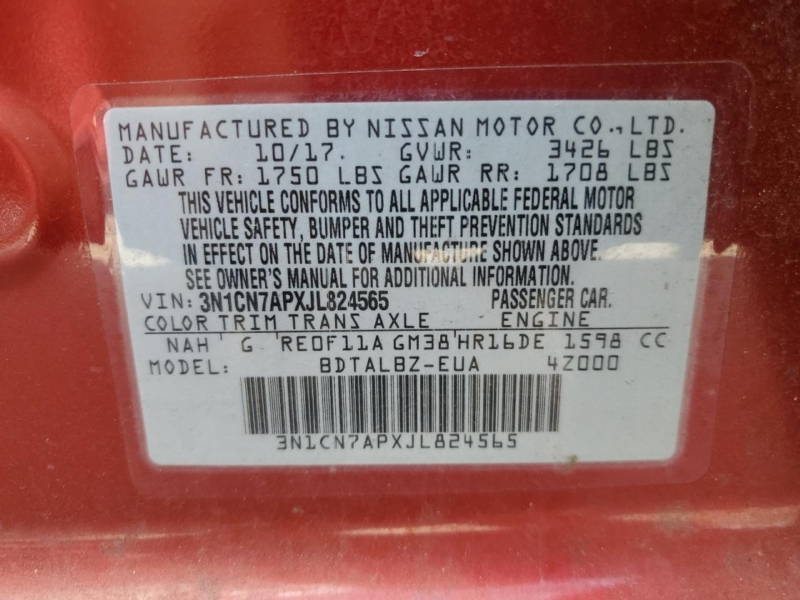 MANUFACTURED BY NISSAN MOTOR CO., LTD.
DATE: 10/17. GVWR: 3426 LBS
GAWR FR: 1750 LBS GAWR RR: 1708 LBS
THIS VEHICLE CONFORMS TO ALL APPLICABLE FEDERAL MOTOR
VEHICLE SAFETY, BUMPER AND THEFT PREVENTION STANDARDS
IN EFFECT ON THE DATE OF MANUFACTURE SHOWN ABOVE.
SEE OWNER'S MANUAL FOR ADDITIONAL INFORMATION.
VIN: 3N1CN7APXJL824565 PASSENGER CAR.
COLOR TRIM TRANS AXLE ENGINE
NAH G RE0F11A GM38 HR16DE 1598 CC
MODEL: BDTALBZ-EUA 4Z000
3N1CN7APXJL824565